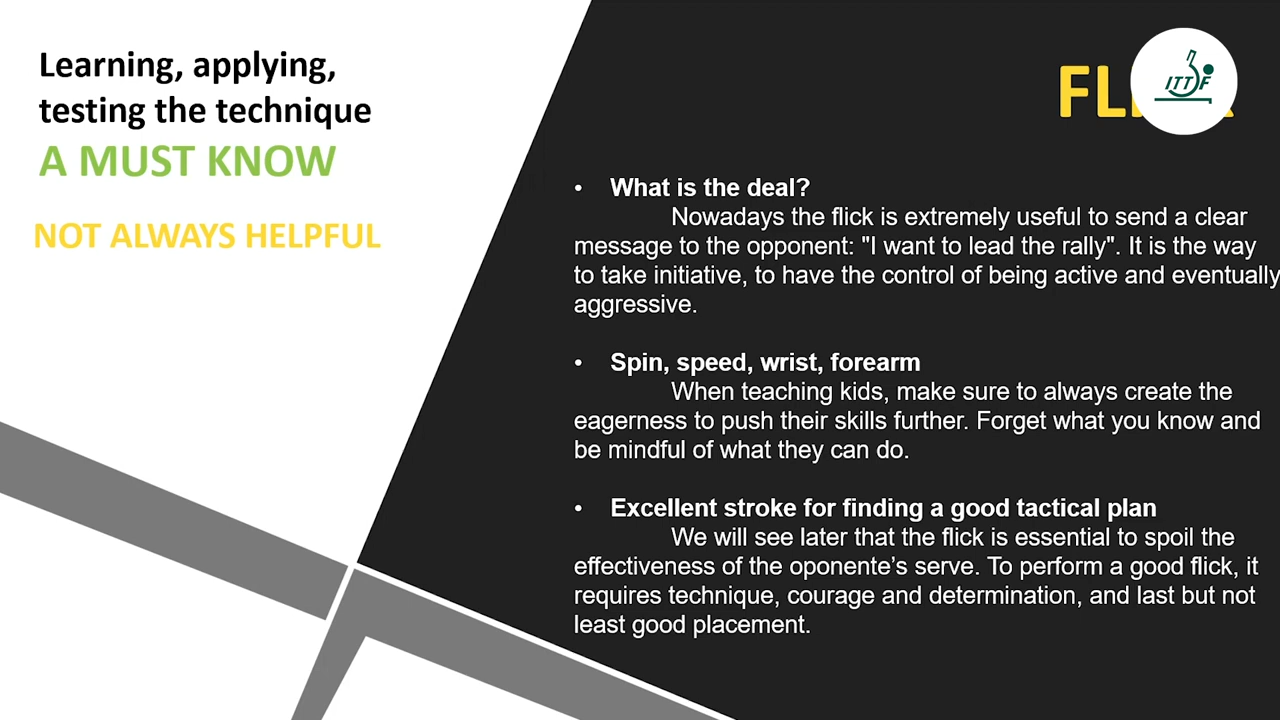 Learning, applying,
testing the technique
A MUST KNOW
NOT ALWAYS HELPFUL
ITTF
• What is the deal?
Nowadays the flick is extremely useful to send a clear
message to the opponent: "I want to lead the rally". It is the way
to take initiative, to have the control of being active and eventually
aggressive.
• Spin, speed, wrist, forearm
When teaching kids, make sure to always create the
eagerness to push their skills further. Forget what you know and
be mindful of what they can do.
• Excellent stroke for finding a good tactical plan
We will see later that the flick is essential to spoil the
effectiveness of the oponente’s serve. To perform a good flick, it
requires technique, courage and determination, and last but not
least good placement.